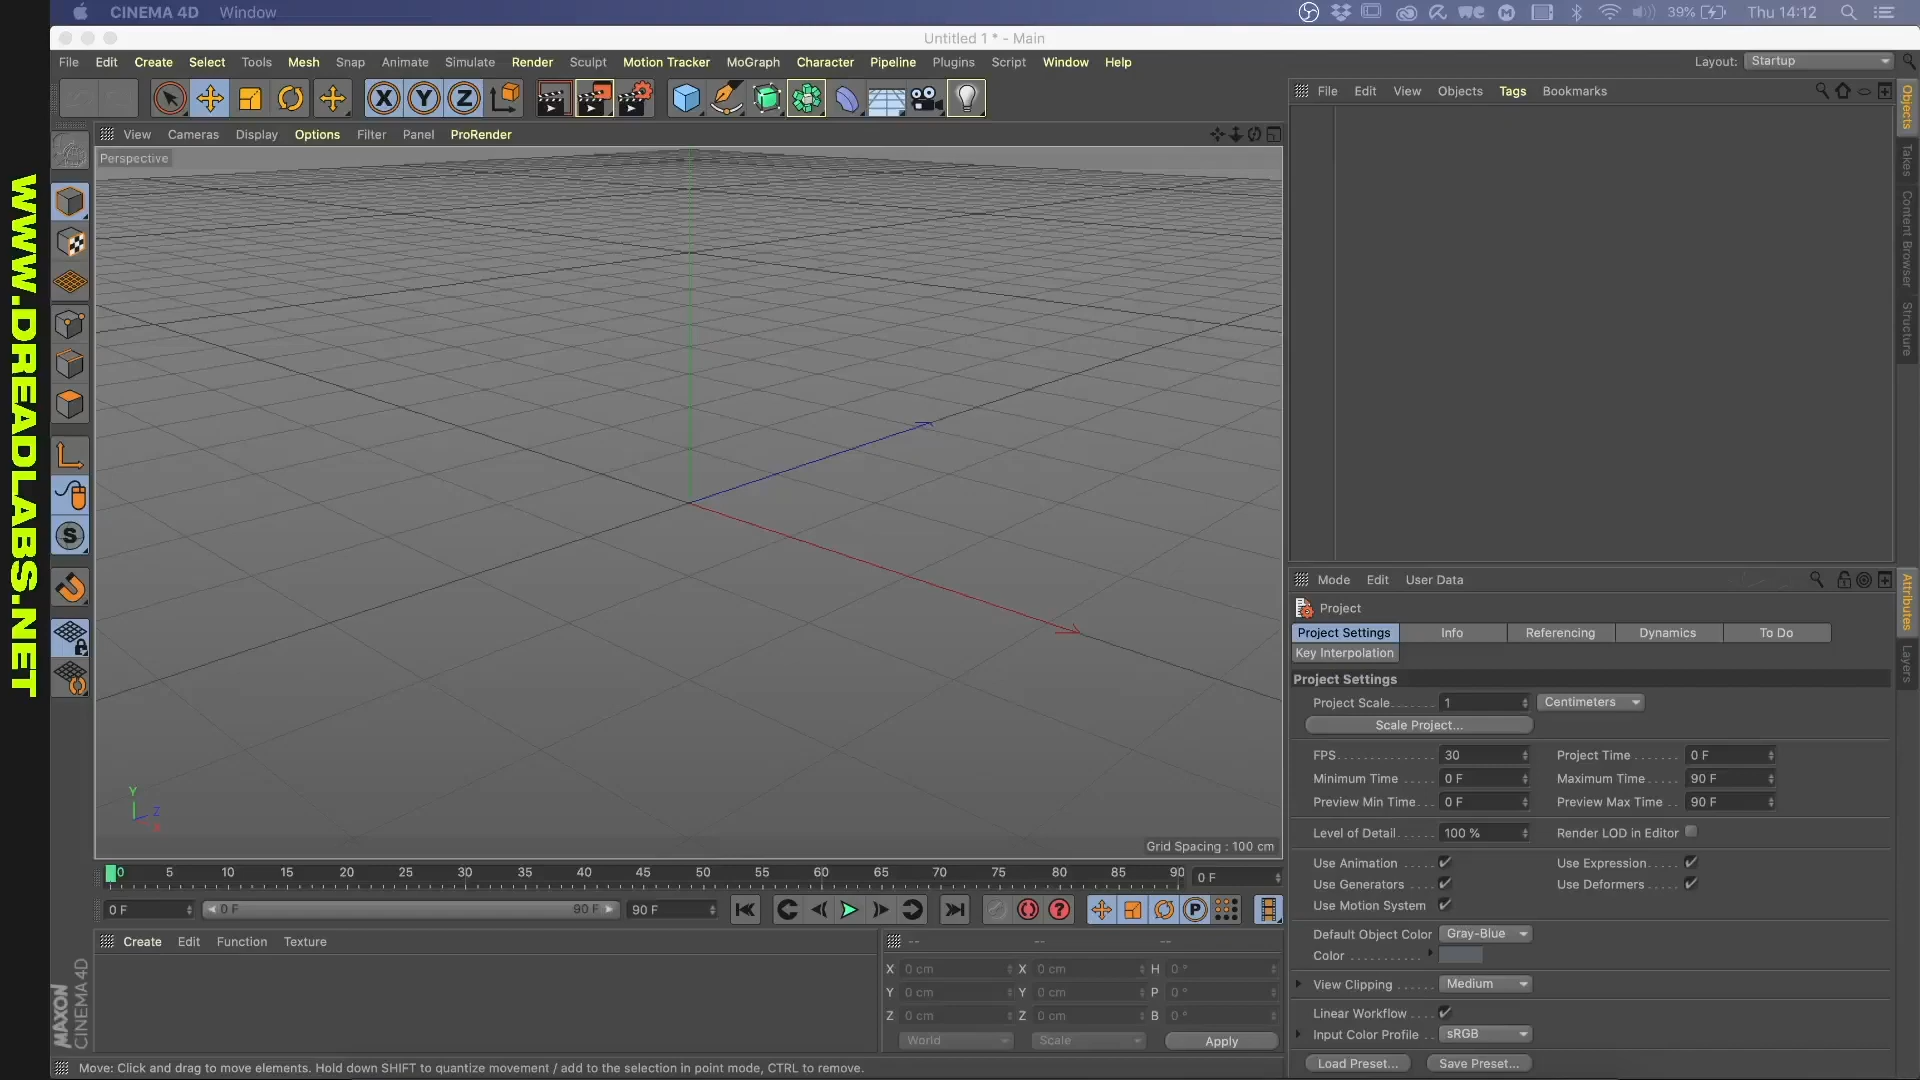 CINEMA 4D Window 39% Thu 14:12
Untitled 1 * - Main
File Edit Create Select Tools Mesh Snap Animate Simulate Render Sculpt Motion Tracker MoGraph Character Pipeline Plugins Script Window Help Layout: Startup
X Y Z
File Edit View Objects Tags Bookmarks
View Cameras Display Options Filter Panel ProRender
Perspective
Objects
Takes
Content Browser
Structure
WWW.DREADLABS.NET
S
Y
Z
X
Grid Spacing : 100 cm
Mode Edit User Data
Project
Project Settings Info Referencing Dynamics To Do
Key Interpolation
Attributes
Layers
Project Settings
Project Scale 1 Centimeters
Scale Project...
FPS 30 Project Time 0 F
Minimum Time 0 F Maximum Time 90 F
Preview Min Time 0 F Preview Max Time 90 F
Level of Detail 100 % Render LOD in Editor
Use Animation Use Expression
Use Generators Use Deformers
Use Motion System
Default Object Color Gray-Blue
Color
View Clipping Medium
Linear Workflow
Input Color Profile sRGB
Load Preset... Save Preset...
0 5 10 15 20 25 30 35 40 45 50 55 60 65 70 75 80 85 90 0 F
0 F 0 F 90 F 90 F ? P
Create Edit Function Texture
-- -- --
X 0 cm X 0 cm H 0 °
Y 0 cm Y 0 cm P 0 °
Z 0 cm Z 0 cm B 0 °
World Scale Apply
MAXON
CINEMA 4D
Move: Click and drag to move elements. Hold down SHIFT to quantize movement / add to the selection in point mode, CTRL to remove.